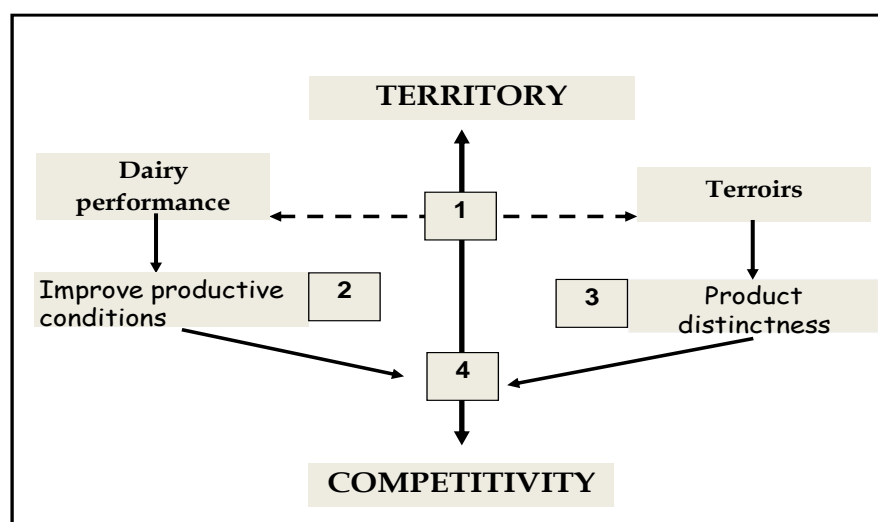 TERRITORY
Dairy
performance
1
Terroirs
Improve productive
conditions
2
3
Product
distinctness
4
COMPETITIVITY